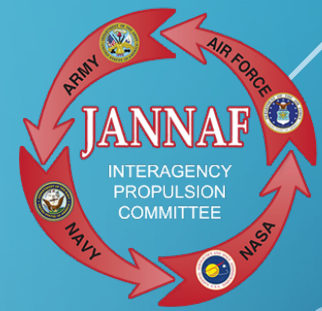 ARMY
AIR FORCE
JANNAF
INTERAGENCY
PROPULSION
COMMITTEE
NAVY
NASA